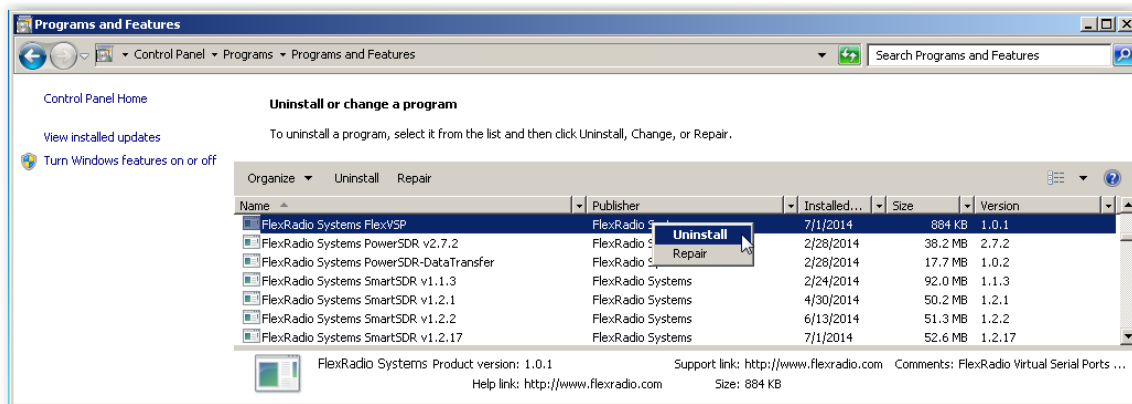 Programs and Features
Control Panel Programs Programs and Features Search Programs and Features
Control Panel Home
View installed updates
Turn Windows features on or off
Uninstall or change a program
To uninstall a program, select it from the list and then click Uninstall, Change, or Repair.
Organize Uninstall Repair
Name Publisher Installed... Size Version
FlexRadio Systems FlexVSP FlexRadio 7/1/2014 884 KB 1.0.1
FlexRadio Systems PowerSDR v2.7.2 FlexRadio 2/28/2014 38.2 MB 2.7.2
FlexRadio Systems PowerSDR-DataTransfer FlexRadio 2/28/2014 17.7 MB 1.0.2
FlexRadio Systems SmartSDR v1.1.3 FlexRadio Systems 2/24/2014 92.0 MB 1.1.3
FlexRadio Systems SmartSDR v1.2.1 FlexRadio Systems 4/30/2014 50.2 MB 1.2.1
FlexRadio Systems SmartSDR v1.2.2 FlexRadio Systems 6/13/2014 51.3 MB 1.2.2
FlexRadio Systems SmartSDR v1.2.17 FlexRadio Systems 7/1/2014 52.6 MB 1.2.17
Uninstall
Repair
FlexRadio Systems Product version: 1.0.1 Support link: http://www.flexradio.com Comments: FlexRadio Virtual Serial Ports ...
Help link: http://www.flexradio.com Size: 884 KB